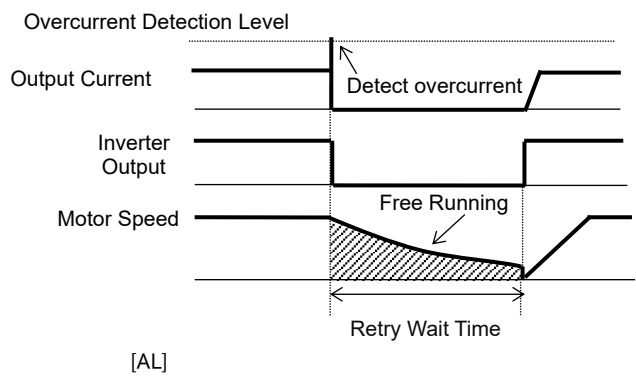 Overcurrent Detection Level
Output Current
Detect overcurrent
Inverter
Output
Free Running
Motor Speed
Retry Wait Time
[AL]